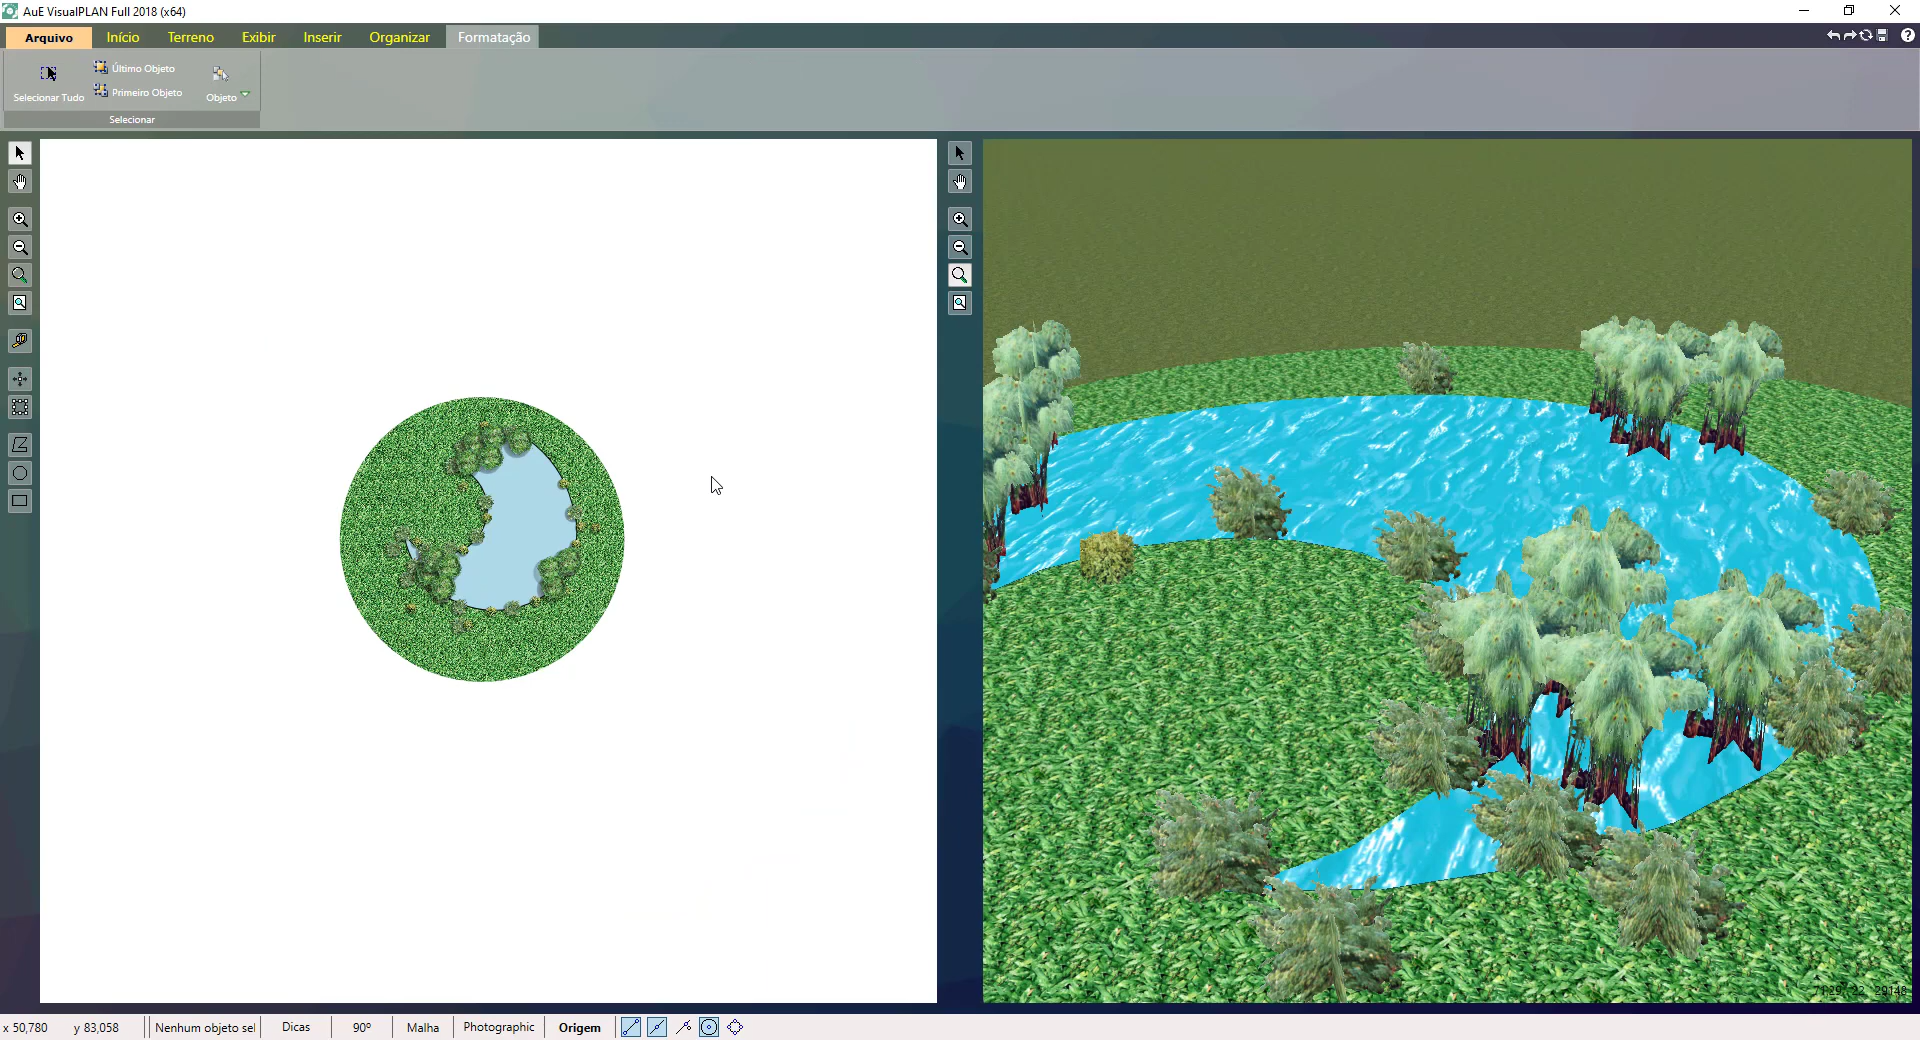 AuE VisualPLAN Full 2018 (x64)
Arquivo Início Terreno Exibir Inserir Organizar Formatação
Último Objeto
Primeiro Objeto
Selecionar Tudo Objeto
Selecionar
x 50,780 y 83,058 Nenhum objeto sel Dicas 90º Malha Photographic Origem